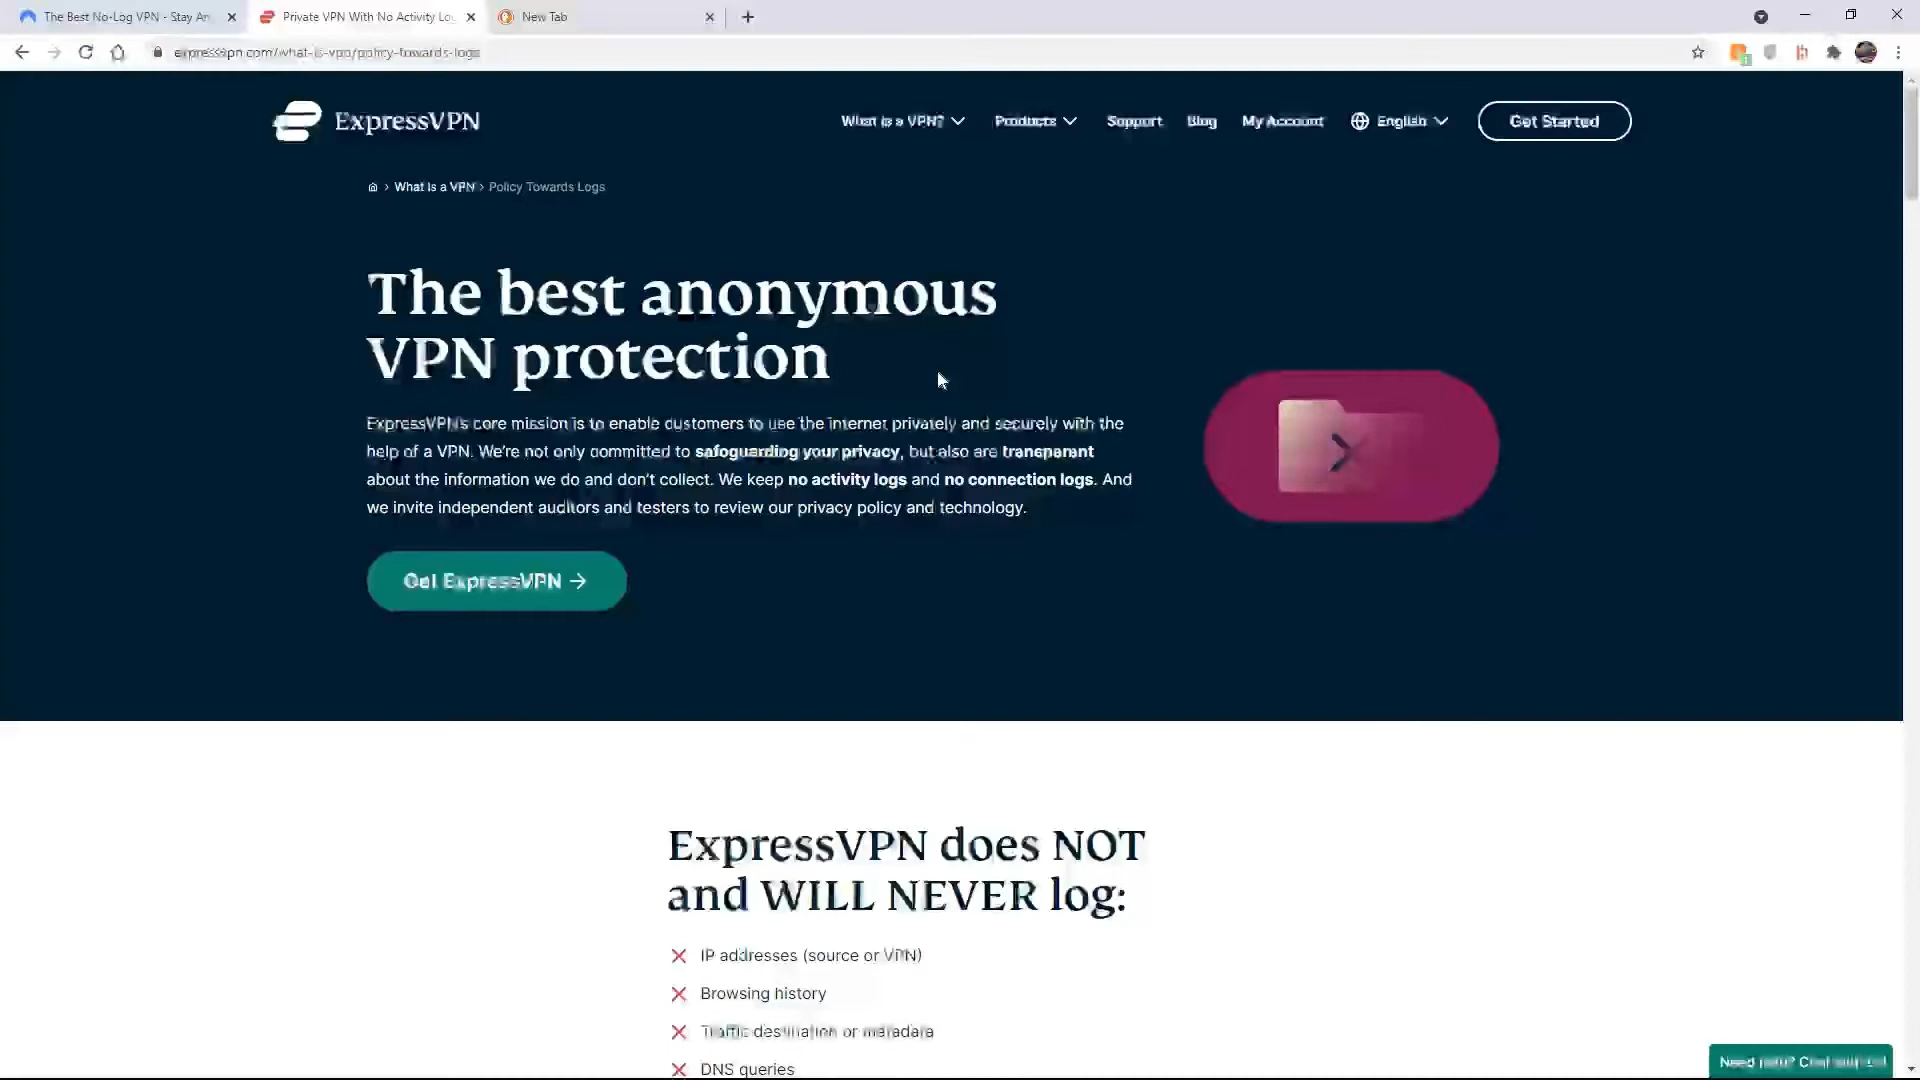 The Best No-Log VPN - Stay An
Private VPN With No Activity Lo
New Tab
expressvpn.com/what-is-vpn/policy-towards-logs
ExpressVPN
What is a VPN?
Products
Support
Blog
My Account
English
Get Started
What Is a VPN
Policy Towards Logs
The best anonymous
VPN protection
ExpressVPN's core mission is to enable customers to use the internet privately and securely with the
help of a VPN. We're not only committed to safeguarding your privacy, but also are transparent
about the information we do and don't collect. We keep no activity logs and no connection logs. And
we invite independent auditors and testers to review our privacy policy and technology.
Get ExpressVPN
ExpressVPN does NOT
and WILL NEVER log:
IP addresses (source or VPN)
Browsing history
Traffic destination or metadata
DNS queries
Need help? Chat with us!